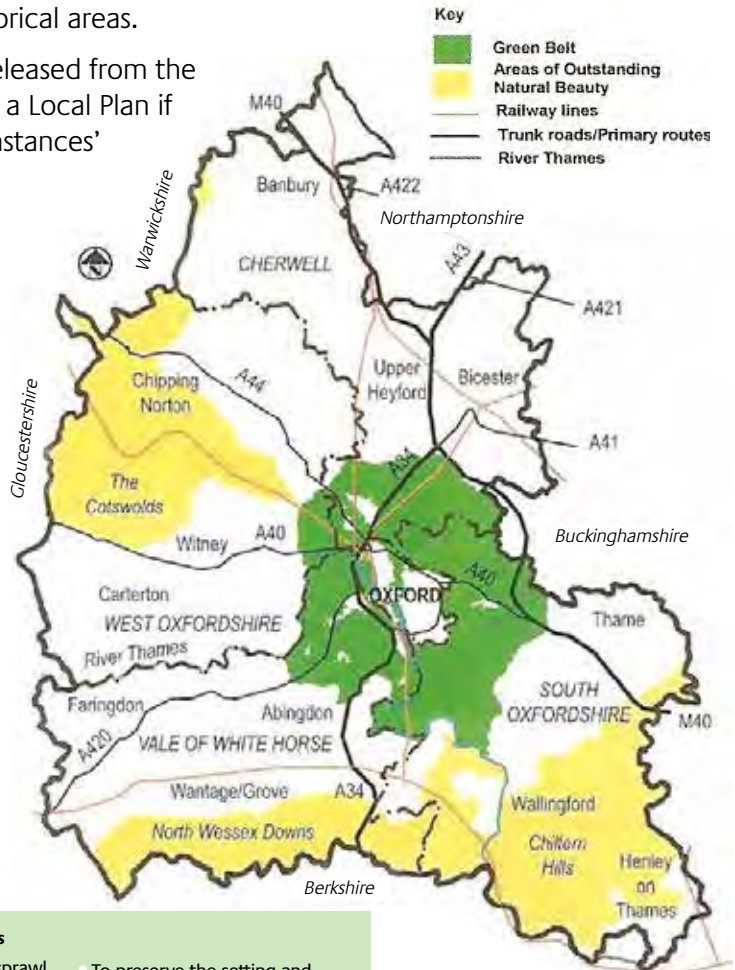 orical areas.
eleased from the
a Local Plan if
nstances’
Key
Green Belt
Areas of Outstanding
Natural Beauty
Railway lines
Trunk roads/Primary routes
River Thames
M40
Banbury
A422
Warwickshire
Northamptonshire
CHERWELL
A43
A421
Upper
Heyford
Bicester
Chipping
Norton
A44
A41
A34
Gloucestershire
The
Cotswolds
Buckinghamshire
Witney
A40
A40
OXFORD
Carterton
WEST OXFORDSHIRE
Thame
River Thames
SOUTH
OXFORDSHIRE
Faringdon
Abingdon
M40
A420
VALE OF WHITE HORSE
Wantage/Grove
A34
Wallingford
North Wessex Downs
Chiltern
Hills
Henley
on
Thames
Berkshire
s
sprawl
• To preserve the setting and